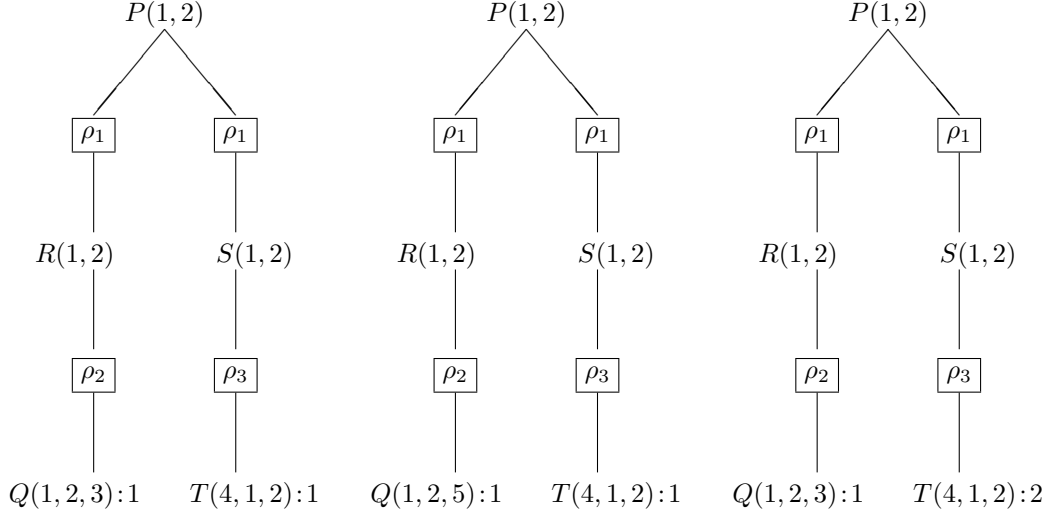 P(1, 2) P(1, 2) P(1, 2)
ρ₁ ρ₁ ρ₁ ρ₁ ρ₁ ρ₁
R(1, 2) S(1, 2) R(1, 2) S(1, 2) R(1, 2) S(1, 2)
ρ₂ ρ₃ ρ₂ ρ₃ ρ₂ ρ₃
Q(1, 2, 3):1 T(4, 1, 2):1 Q(1, 2, 5):1 T(4, 1, 2):1 Q(1, 2, 3):1 T(4, 1, 2):2